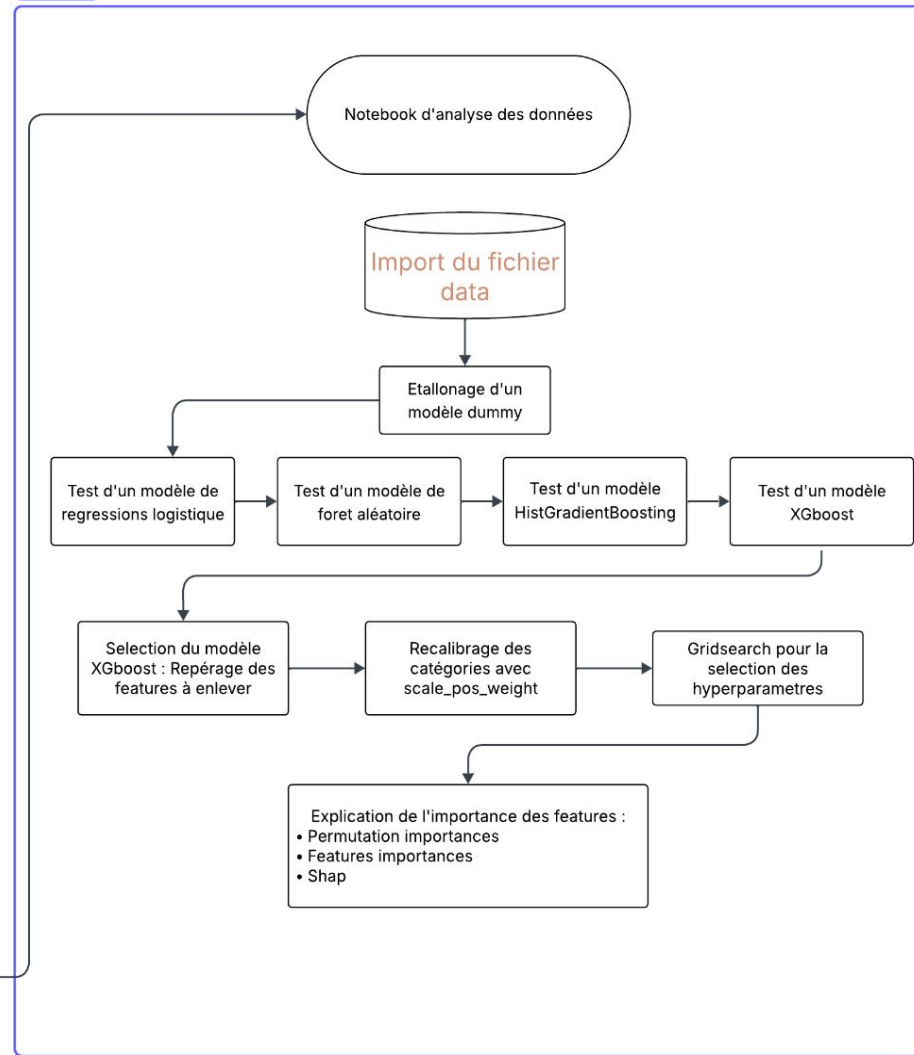 Notebook d'analyse des données
Import du fichier
data
Etallonage d'un
modèle dummy
Test d'un modèle de
regressions logistique
Test d'un modèle de
foret aléatoire
Test d'un modèle
HistGradientBoosting
Test d'un modèle
XGboost
Selection du modèle
XGboost : Repérage des
features à enlever
Recalibrage des
catégories avec
scale_pos_weight
Gridsearch pour la
selection des
hyperparametres
Explication de l'importance des features :
• Permutation importances
• Features importances
• Shap